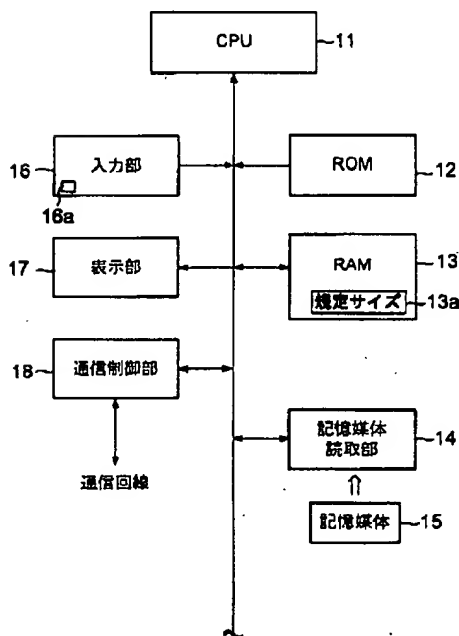 CPU
11
入力部
16
16a
ROM
12
表示部
17
RAM
13
規定サイズ
13a
通信制御部
18
通信回線
記憶媒体
読取部
14
記憶媒体
15